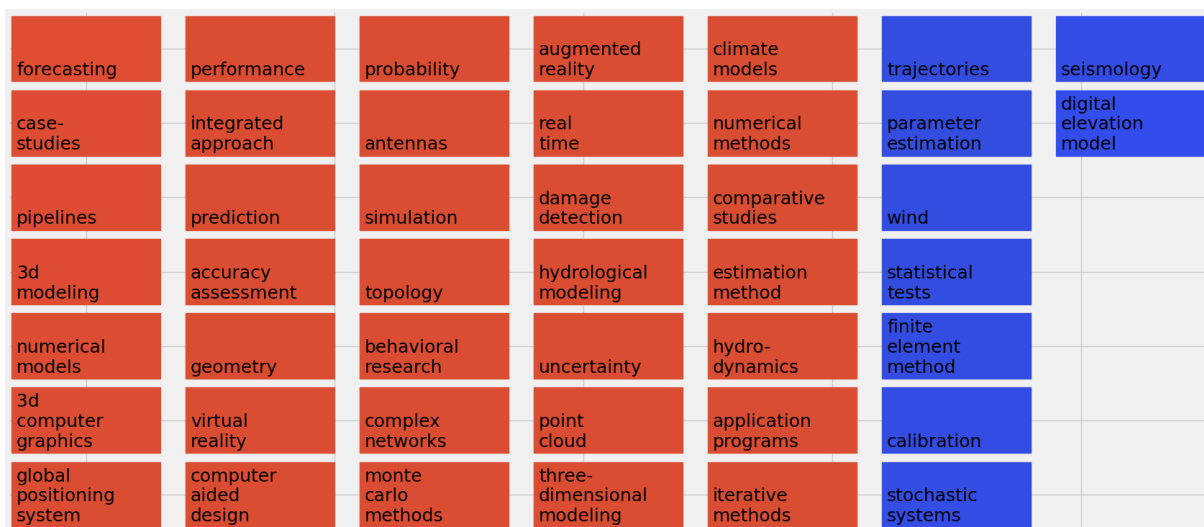 forecasting
performance
probability
augmented
reality
climate
models
trajectories
seismology
case-
studies
integrated
approach
antennas
real
time
numerical
methods
parameter
estimation
digital
elevation
model
pipelines
prediction
simulation
damage
detection
comparative
studies
wind
3d
modeling
accuracy
assessment
topology
hydrological
modeling
estimation
method
statistical
tests
numerical
models
geometry
behavioral
research
uncertainty
hydro-
dynamics
finite
element
method
3d
computer
graphics
virtual
reality
complex
networks
point
cloud
application
programs
calibration
global
positioning
system
computer
aided
design
monte
carlo
methods
three-
dimensional
modeling
iterative
methods
stochastic
systems